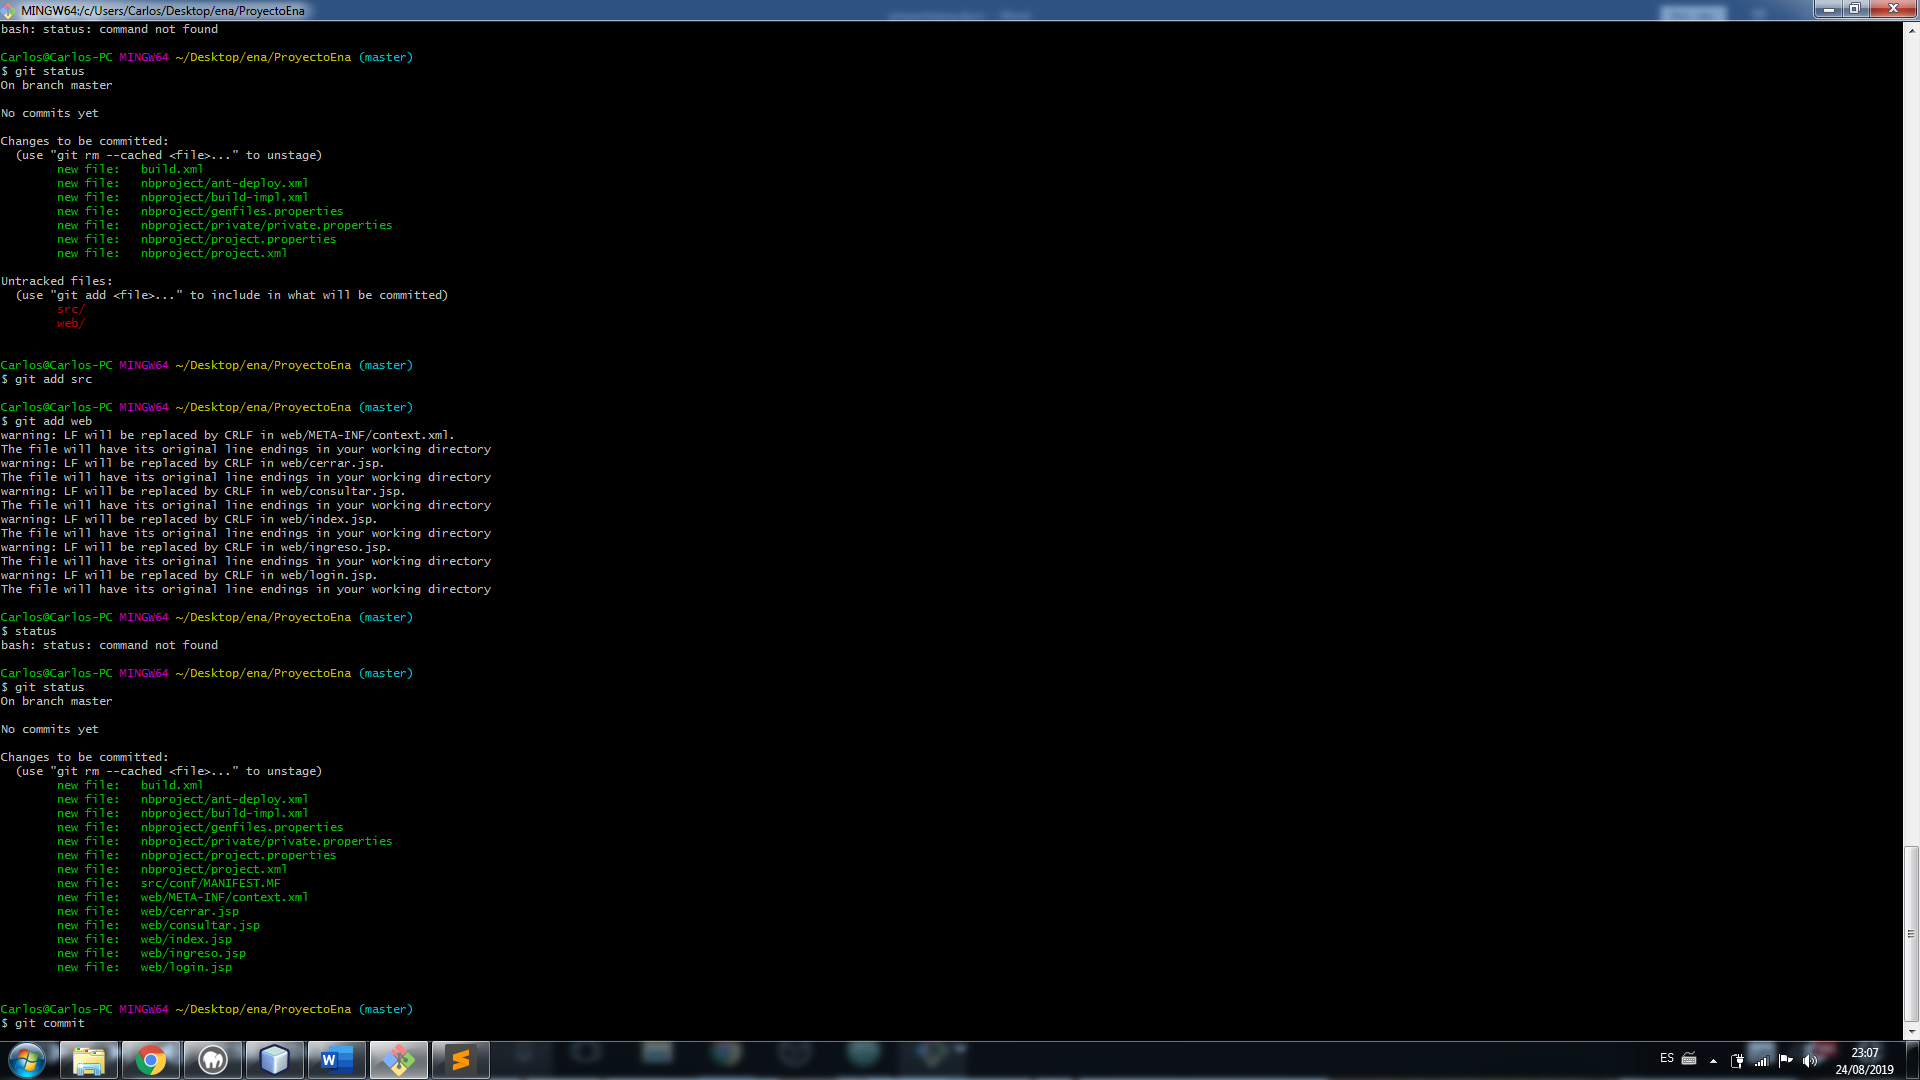 MINGW64:/c/Users/Carlos/Desktop/ena/ProyectoEna
bash: status: command not found
Carlos@Carlos-PC MINGW64 ~/Desktop/ena/ProyectoEna (master)
$ git status
On branch master
No commits yet
Changes to be committed:
  (use "git rm --cached <file>..." to unstage)
        new file:   build.xml
        new file:   nbproject/ant-deploy.xml
        new file:   nbproject/build-impl.xml
        new file:   nbproject/genfiles.properties
        new file:   nbproject/private/private.properties
        new file:   nbproject/project.properties
        new file:   nbproject/project.xml
Untracked files:
  (use "git add <file>..." to include in what will be committed)
        src/
        web/
Carlos@Carlos-PC MINGW64 ~/Desktop/ena/ProyectoEna (master)
$ git add src
Carlos@Carlos-PC MINGW64 ~/Desktop/ena/ProyectoEna (master)
$ git add web
warning: LF will be replaced by CRLF in web/META-INF/context.xml.
The file will have its original line endings in your working directory
warning: LF will be replaced by CRLF in web/cerrar.jsp.
The file will have its original line endings in your working directory
warning: LF will be replaced by CRLF in web/consultar.jsp.
The file will have its original line endings in your working directory
warning: LF will be replaced by CRLF in web/index.jsp.
The file will have its original line endings in your working directory
warning: LF will be replaced by CRLF in web/ingreso.jsp.
The file will have its original line endings in your working directory
warning: LF will be replaced by CRLF in web/login.jsp.
The file will have its original line endings in your working directory
Carlos@Carlos-PC MINGW64 ~/Desktop/ena/ProyectoEna (master)
$ status
bash: status: command not found
Carlos@Carlos-PC MINGW64 ~/Desktop/ena/ProyectoEna (master)
$ git status
On branch master
No commits yet
Changes to be committed:
  (use "git rm --cached <file>..." to unstage)
        new file:   build.xml
        new file:   nbproject/ant-deploy.xml
        new file:   nbproject/build-impl.xml
        new file:   nbproject/genfiles.properties
        new file:   nbproject/private/private.properties
        new file:   nbproject/project.properties
        new file:   nbproject/project.xml
        new file:   src/conf/MANIFEST.MF
        new file:   web/META-INF/context.xml
        new file:   web/cerrar.jsp
        new file:   web/consultar.jsp
        new file:   web/index.jsp
        new file:   web/ingreso.jsp
        new file:   web/login.jsp
Carlos@Carlos-PC MINGW64 ~/Desktop/ena/ProyectoEna (master)
$ git commit
ES
23:07
24/08/2019